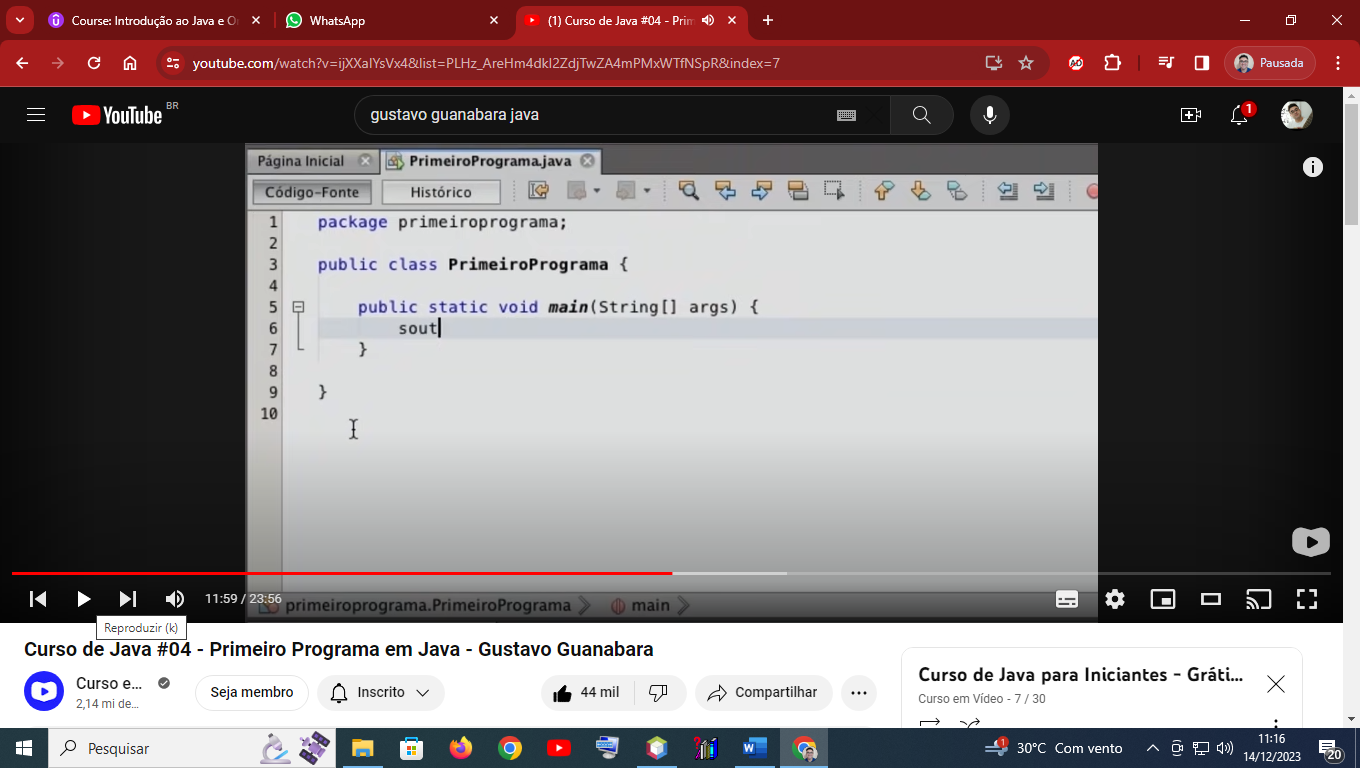 Course: Introdução ao Java e O
WhatsApp
(1) Curso de Java #04 - Prim
youtube.com/watch?v=ijXXalYsVx4&list=PLHz_AreHm4dkI2ZdjTwZA4mPMxWTfNSpR&index=7
Pausada
YouTube BR
gustavo guanabara java
1
Página Inicial
PrimeiroPrograma.java
Código-Fonte
Histórico
1 package primeiroprograma;
2
3 public class PrimeiroPrograma {
4
5 public static void main(String[] args) {
6 sout
7 }
8
9 }
10
11:59 / 23:56
primeiroprograma.PrimeiroPrograma
main
Reproduzir (k)
Curso de Java #04 - Primeiro Programa em Java - Gustavo Guanabara
Curso e...
2,14 mi de...
Seja membro
Inscrito
44 mil
Compartilhar
Curso de Java para Iniciantes - Gráti...
Curso em Vídeo - 7 / 30
Pesquisar
1
30°C Com vento
11:16
14/12/2023
20